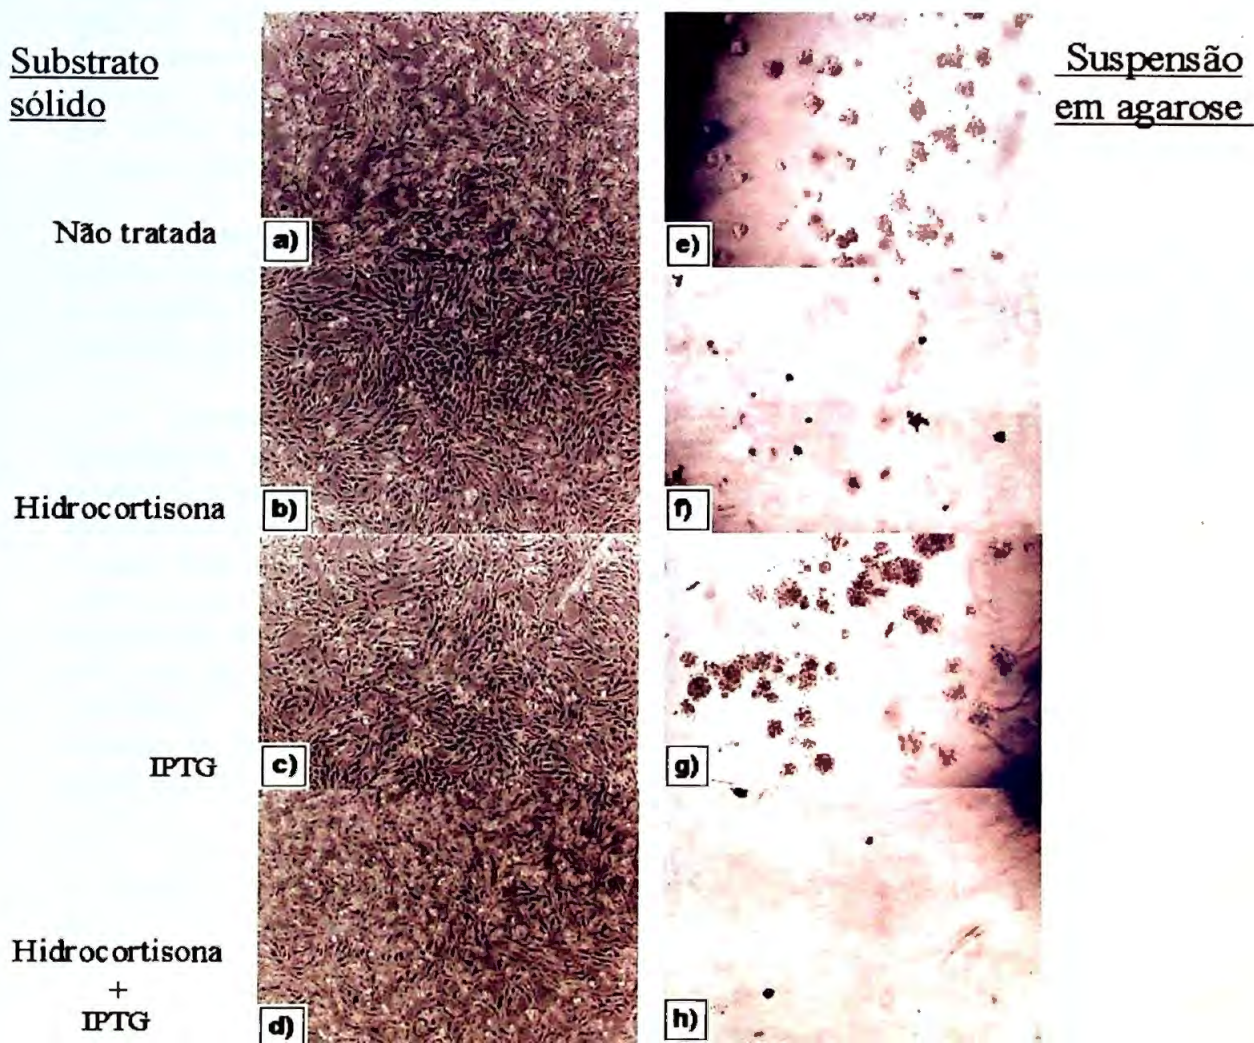 Substrato
sólido
Suspensão
em agarose
Não tratada
a)
e)
Hidrocortisona
b)
f)
IPTG
c)
g)
Hidrocortisona
+
IPTG
d)
h)